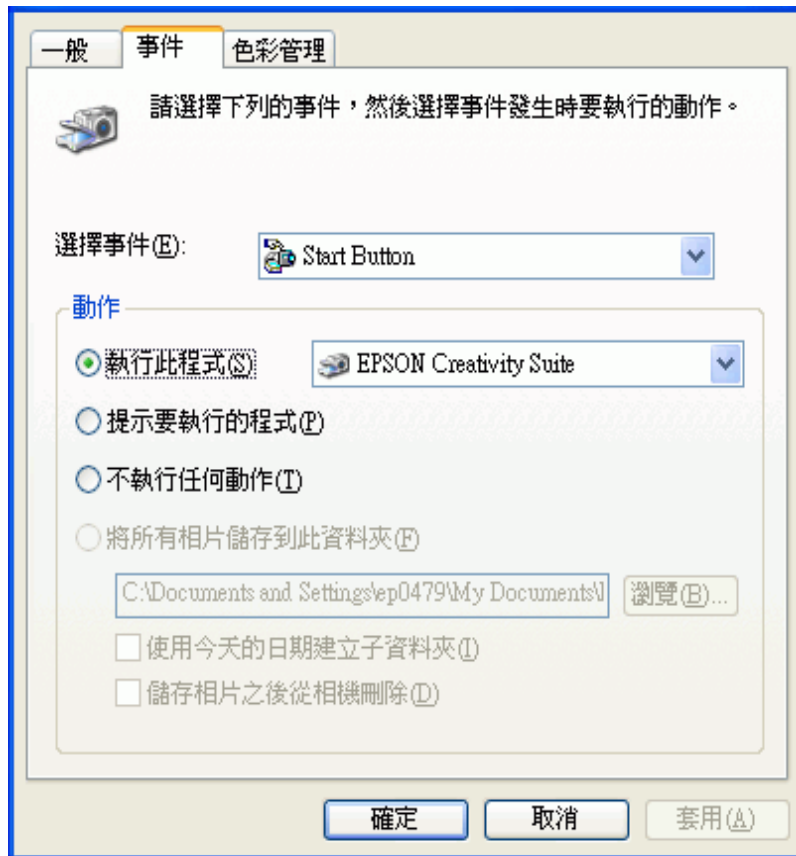 一般 事件 色彩管理
請選擇下列的事件，然後選擇事件發生時要執行的動作。
選擇事件(E): Start Button
動作
執行此程式(S) EPSON Creativity Suite
提示要執行的程式(P)
不執行任何動作(T)
將所有相片儲存到此資料夾(F)
C:\Documents and Settings\ep0479\My Documents\ 瀏覽(B)...
使用今天的日期建立子資料夾(I)
儲存相片之後從相機刪除(D)
確定 取消 套用(A)